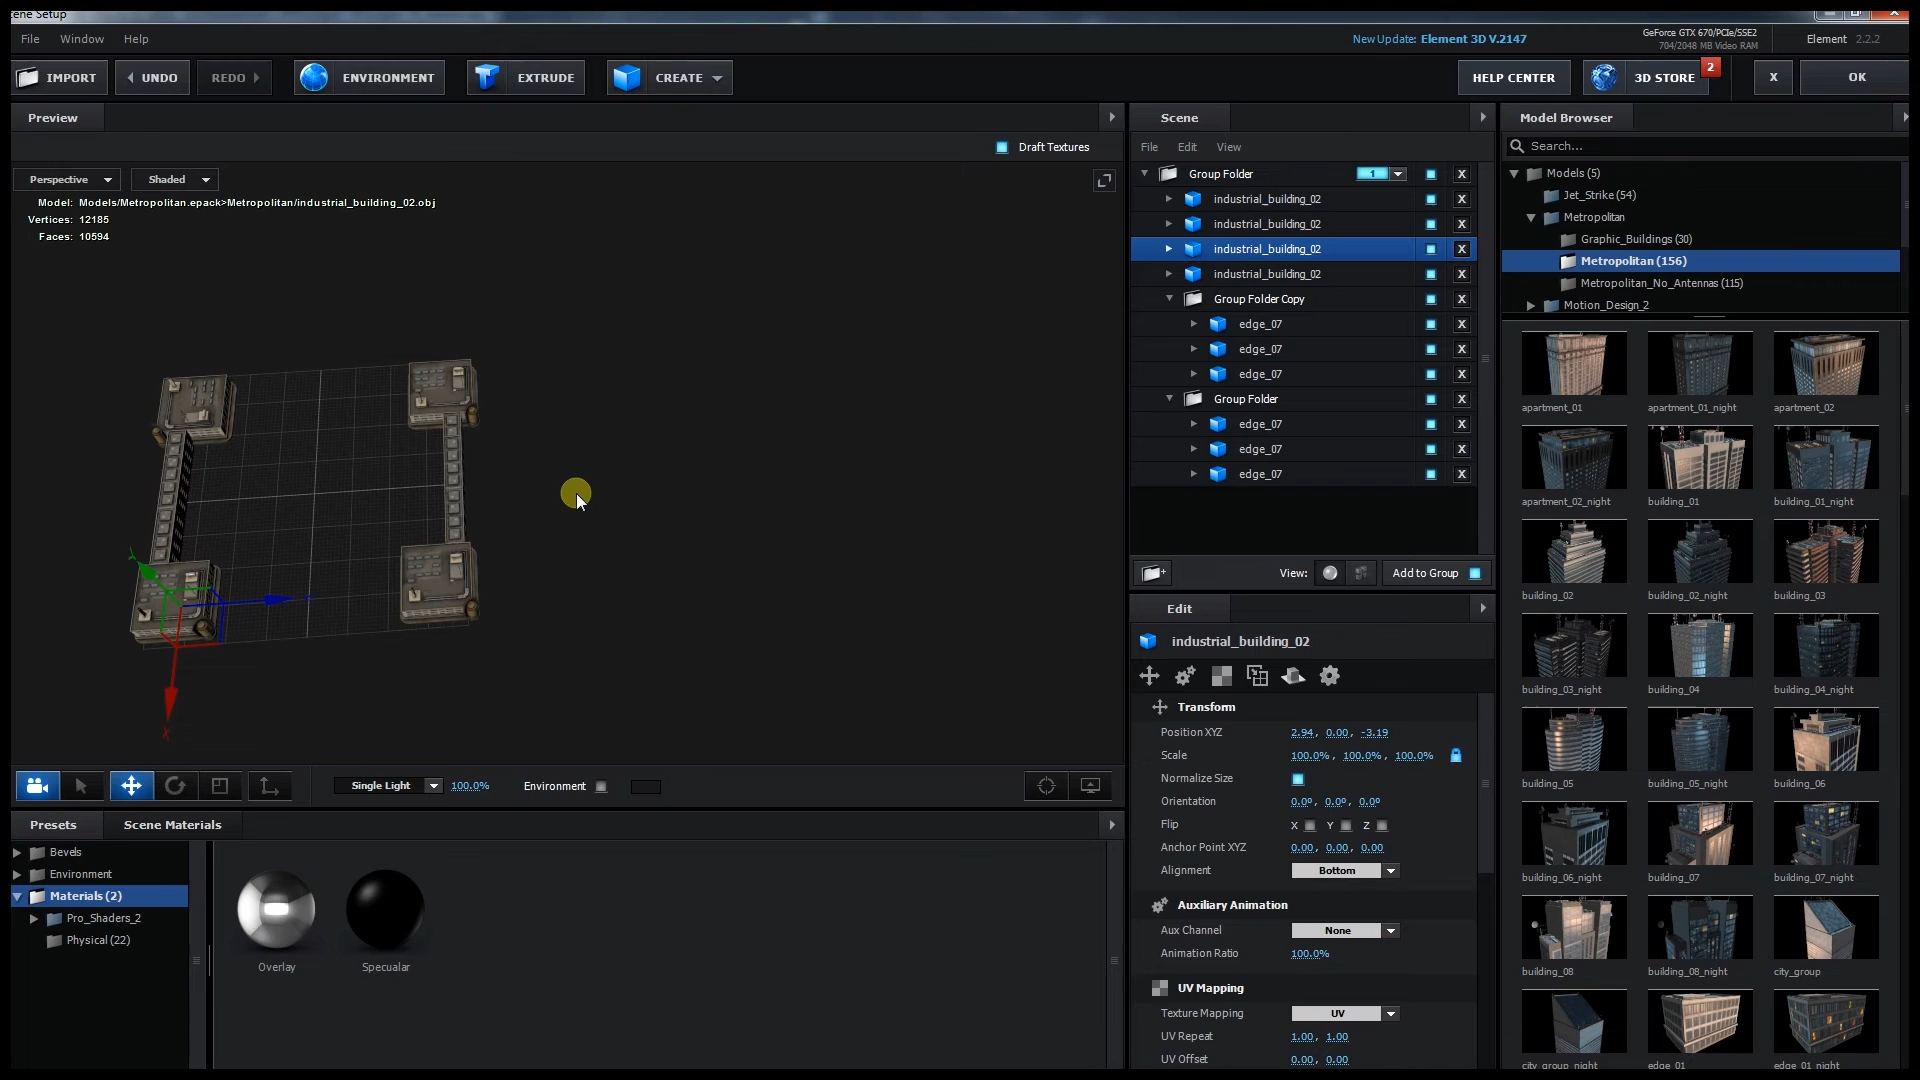 cene Setup
File Window Help
New Update: Element 3D V.2147
GeForce GTX 670/PCIe/SSE2
704/2048 MB Video RAM
Element 2.2.2
IMPORT
UNDO
REDO
ENVIRONMENT
EXTRUDE
CREATE
HELP CENTER
3D STORE
2
X
OK
Preview
Draft Textures
Perspective
Shaded
Model: Models/Metropolitan.epack>Metropolitan/industrial_building_02.obj
Vertices: 12185
Faces: 10594
X
Single Light
100.0%
Environment
Scene
File Edit View
Group Folder 1 X
industrial_building_02 X
industrial_building_02 X
industrial_building_02 X
industrial_building_02 X
Group Folder Copy X
edge_07 X
edge_07 X
edge_07 X
Group Folder X
edge_07 X
edge_07 X
edge_07 X
View:
Add to Group
Edit
industrial_building_02
Transform
Position XYZ 2.94, 0.00, -3.19
Scale 100.0%, 100.0%, 100.0%
Normalize Size
Orientation 0.0º, 0.0º, 0.0º
Flip X Y Z
Anchor Point XYZ 0.00, 0.00, 0.00
Alignment Bottom
Auxiliary Animation
Aux Channel None
Animation Ratio 100.0%
UV Mapping
Texture Mapping UV
UV Repeat 1.00, 1.00
UV Offset 0.00, 0.00
Model Browser
Search...
Models (5)
Jet_Strike (54)
Metropolitan
Graphic_Buildings (30)
Metropolitan (156)
Metropolitan_No_Antennas (115)
Motion_Design_2
apartment_01 apartment_01_night apartment_02
apartment_02_night building_01 building_01_night
building_02 building_02_night building_03
building_03_night building_04 building_04_night
building_05 building_05_night building_06
building_06_night building_07 building_07_night
building_08 building_08_night city_group
city_group_night edge_01 edge_01_night
Presets
Scene Materials
Bevels
Environment
Materials (2)
Pro_Shaders_2
Physical (22)
Overlay
Specualar